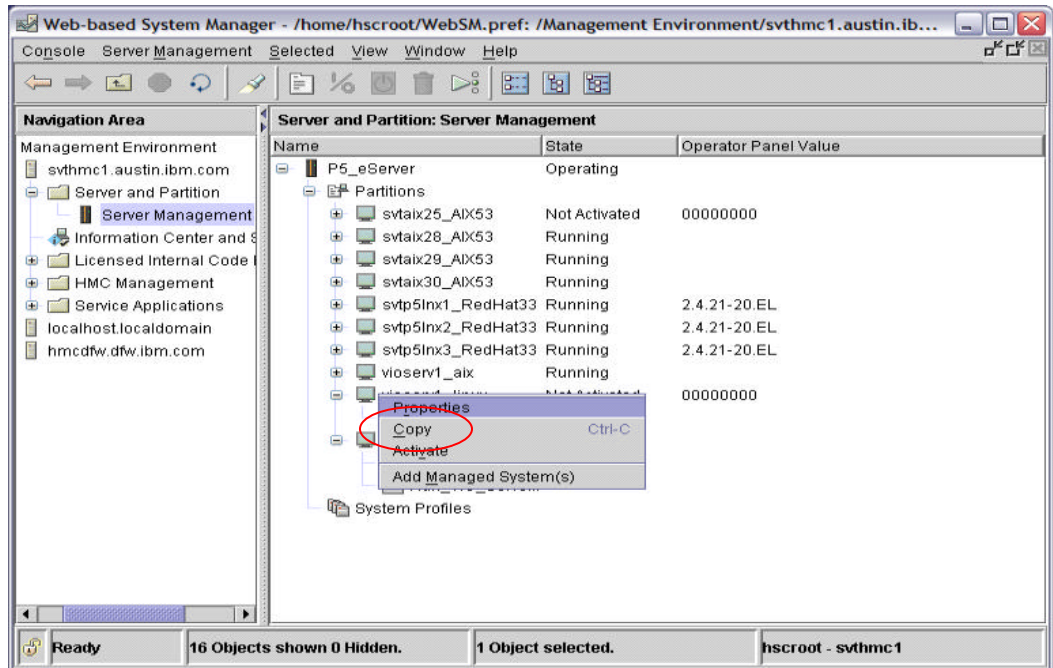 Web-based System Manager - /home/hscroot/WebSM.pref: /Management Environment/svthmc1.austin.ib...
Console Server Management Selected View Window Help
Navigation Area
Management Environment
svthmc1.austin.ibm.com
Server and Partition
Server Management
Information Center and S
Licensed Internal Code
HMC Management
Service Applications
localhost.localdomain
hmcdfw.dfw.ibm.com
Server and Partition: Server Management
Name State Operator Panel Value
P5_eServer Operating
Partitions
svtaix25_AIX53 Not Activated 00000000
svtaix28_AIX53 Running
svtaix29_AIX53 Running
svtaix30_AIX53 Running
svtp5lnx1_RedHat33 Running 2.4.21-20.EL
svtp5lnx2_RedHat33 Running 2.4.21-20.EL
svtp5lnx3_RedHat33 Running 2.4.21-20.EL
vioserv1_aix Running
00000000
Properties
Copy Ctrl-C
Activate
Add Managed System(s)
System Profiles
Ready 16 Objects shown 0 Hidden. 1 Object selected. hscroot - svthmc1